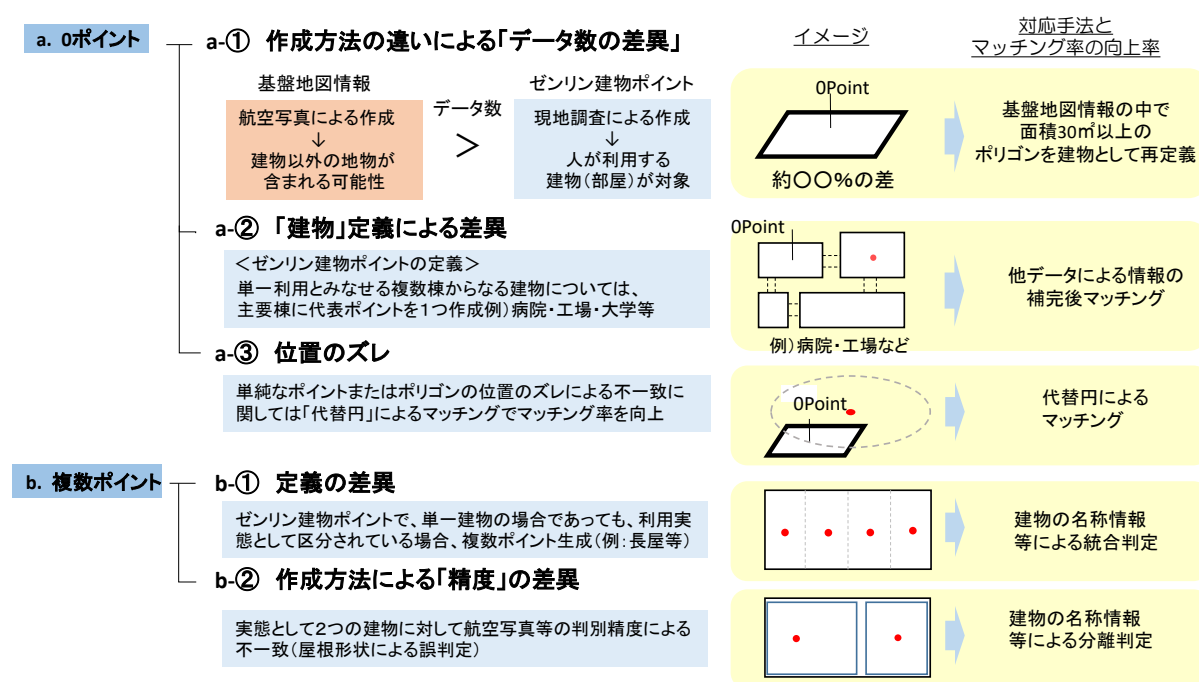 a. 0ポイント
a-① 作成方法の違いによる「データ数の差異」
イメージ
対応手法と
マッチング率の向上率
基盤地図情報
航空写真による作成
↓
建物以外の地物が
含まれる可能性
データ数
＞
ゼンリン建物ポイント
現地調査による作成
↓
人が利用する
建物(部屋)が対象
0Point
約〇〇％の差
基盤地図情報の中で
面積30㎡以上の
ポリゴンを建物として再定義
a-② 「建物」定義による差異
＜ゼンリン建物ポイントの定義＞
単一利用とみなせる複数棟からなる建物については、
主要棟に代表ポイントを1つ作成例)病院・工場・大学等
0Point
例)病院・工場など
他データによる情報の
補完後マッチング
a-③ 位置のズレ
単純なポイントまたはポリゴンの位置のズレによる不一致に
関しては「代替円」によるマッチングでマッチング率を向上
0Point
代替円による
マッチング
b. 複数ポイント
b-① 定義の差異
ゼンリン建物ポイントで、単一建物の場合であっても、利用実
態として区分されている場合、複数ポイント生成(例：長屋等)
建物の名称情報
等による統合判定
b-② 作成方法による「精度」の差異
実態として2つの建物に対して航空写真等の判別精度による
不一致(屋根形状による誤判定)
建物の名称情報
等による分離判定